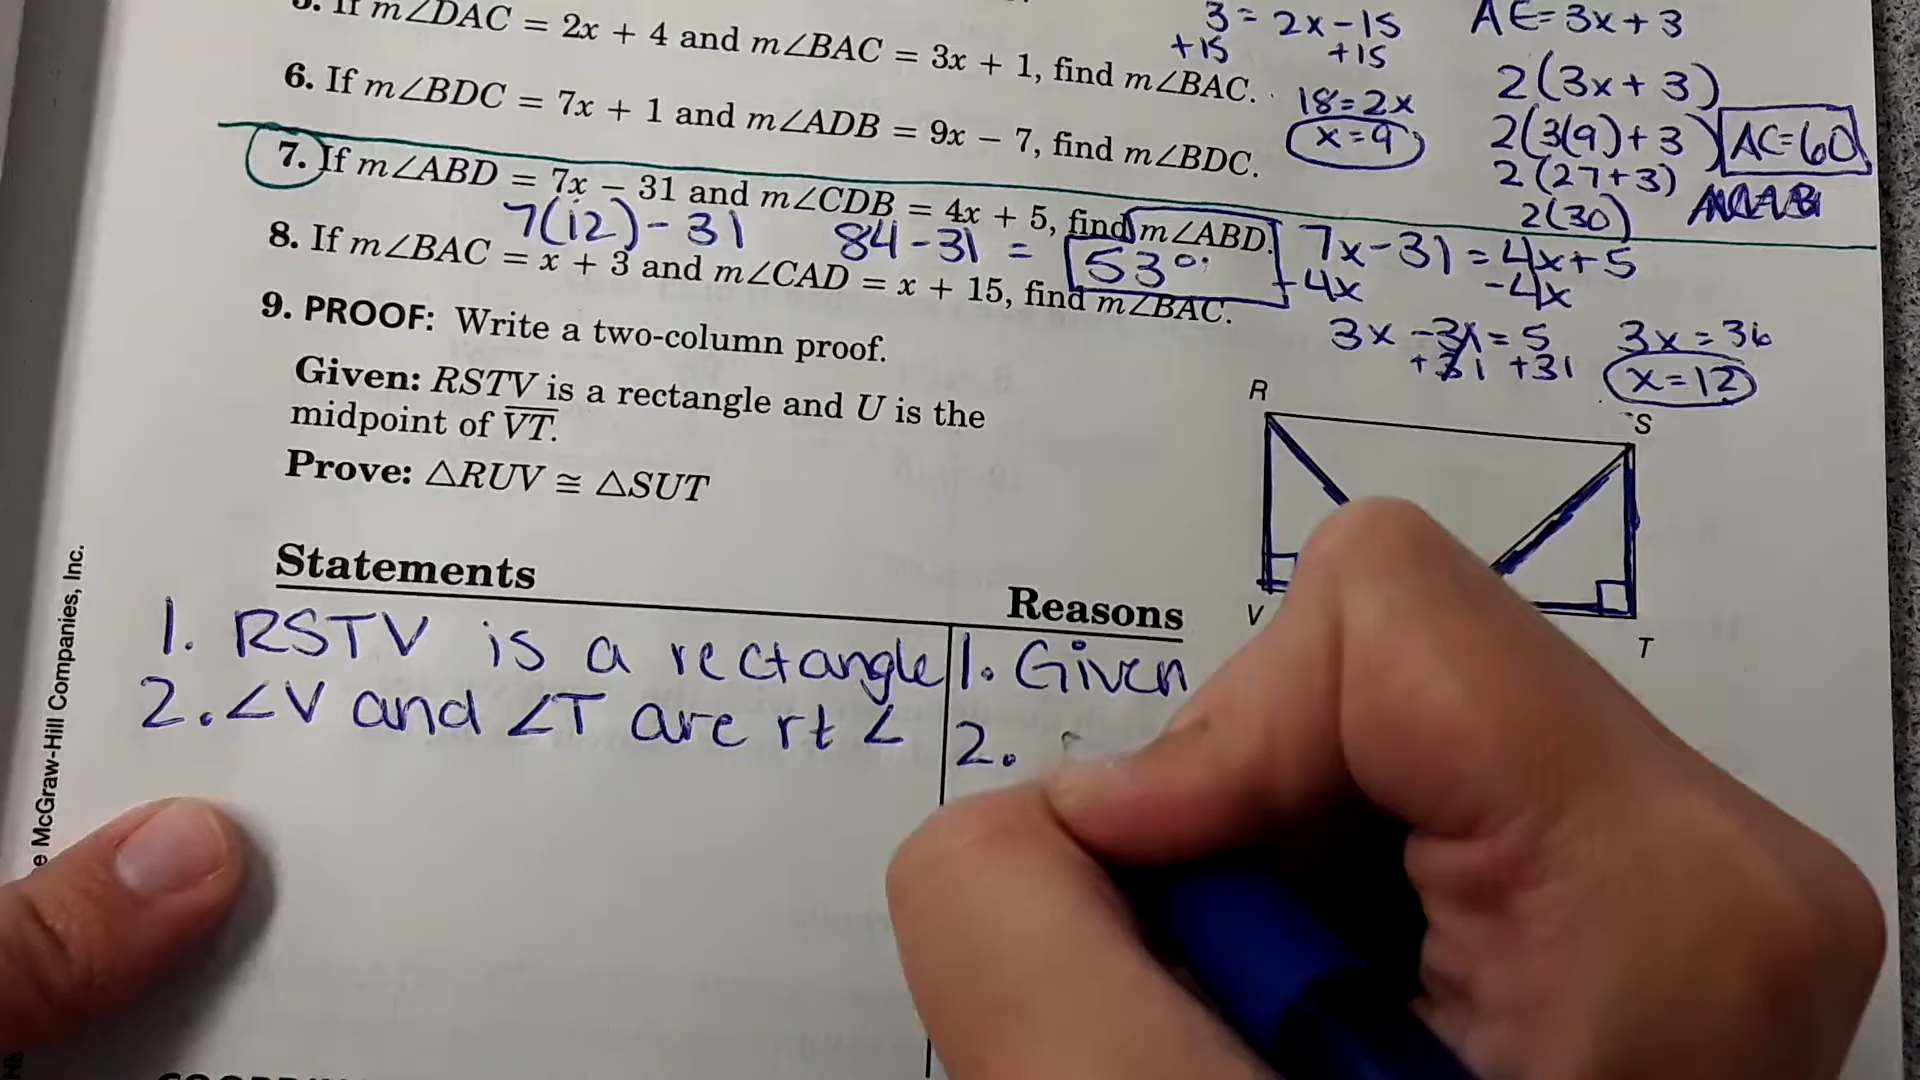 If m∠DAC = 2x + 4 and m∠BAC = 3x + 1, find m∠BAC.
6. If m∠BDC = 7x + 1 and m∠ADB = 9x − 7, find m∠BDC.
7. If m∠ABD = 7x − 31 and m∠CDB = 4x + 5, find m∠ABD.
7(12) - 31 84 - 31 = 53°
8. If m∠BAC = x + 3 and m∠CAD = x + 15, find m∠BAC.
9. PROOF: Write a two-column proof.
Given: RSTV is a rectangle and U is the
midpoint of VT.
Prove: △RUV ≅ △SUT
Statements
Reasons
1. RSTV is a rectangle 1. Given
2. ∠V and ∠T are rt ∠ 2.
3 = 2x - 15
+15 +15
18 = 2x
x = 9
AE = 3x + 3
2(3x + 3)
2(3(9) + 3)
2(27 + 3)
2(30)
AC = 60
7x - 31 = 4x + 5
-4x -4x
3x - 31 = 5
+31 +31
3x = 36
x = 12
R
S
V
T
McGraw-Hill Companies, Inc.